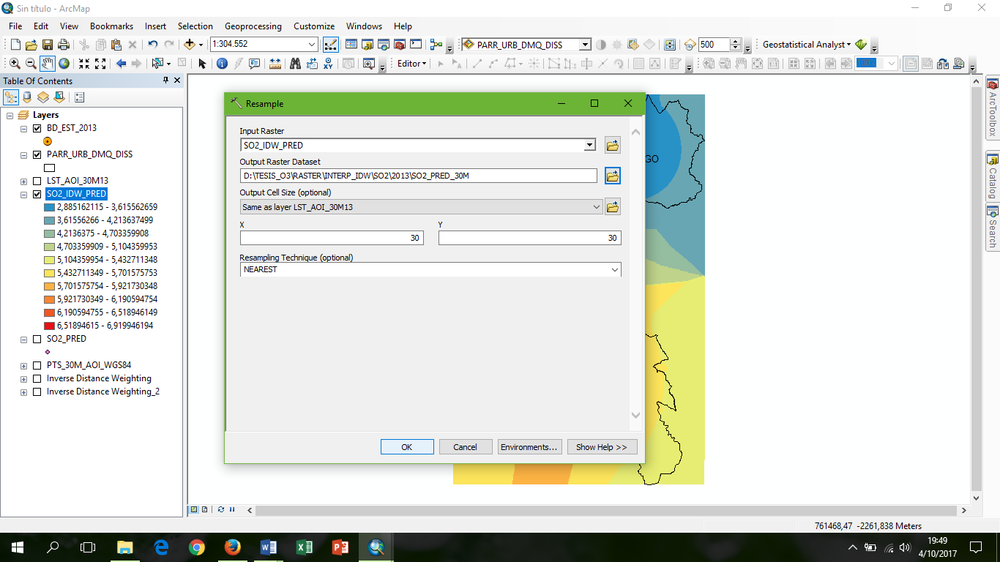 Sin título - ArcMap
File Edit View Bookmarks Insert Selection Geoprocessing Customize Windows Help
1:304.552 PARR_URB_DMQ_DISS 500 Geostatistical Analyst
Editor 100%
Table Of Contents
Layers
BD_EST_2013
PARR_URB_DMQ_DISS
LST_AOI_30M13
SO2_IDW_PRED
2,885162115 - 3,615562659
3,61556266 - 4,213637499
4,2136375 - 4,703359908
4,703359909 - 5,104359953
5,104359954 - 5,432711348
5,432711349 - 5,701575753
5,701575754 - 5,921730348
5,921730349 - 6,190594754
6,190594755 - 6,518946149
6,51894615 - 6,919946194
SO2_PRED
PTS_30M_AOI_WGS84
Inverse Distance Weighting
Inverse Distance Weighting_2
Resample
Input Raster
SO2_IDW_PRED
Output Raster Dataset
D:\TESIS_O3\RASTER\INTERP_IDW\SO2\2013\SO2_PRED_30M
Output Cell Size (optional)
Same as layer LST_AOI_30M13
X Y
30 30
Resampling Technique (optional)
NEAREST
OK Cancel Environments... Show Help >>
GO
ArcToolbox
Catalog
Search
761468,47 -2261,838 Meters
19:49
4/10/2017